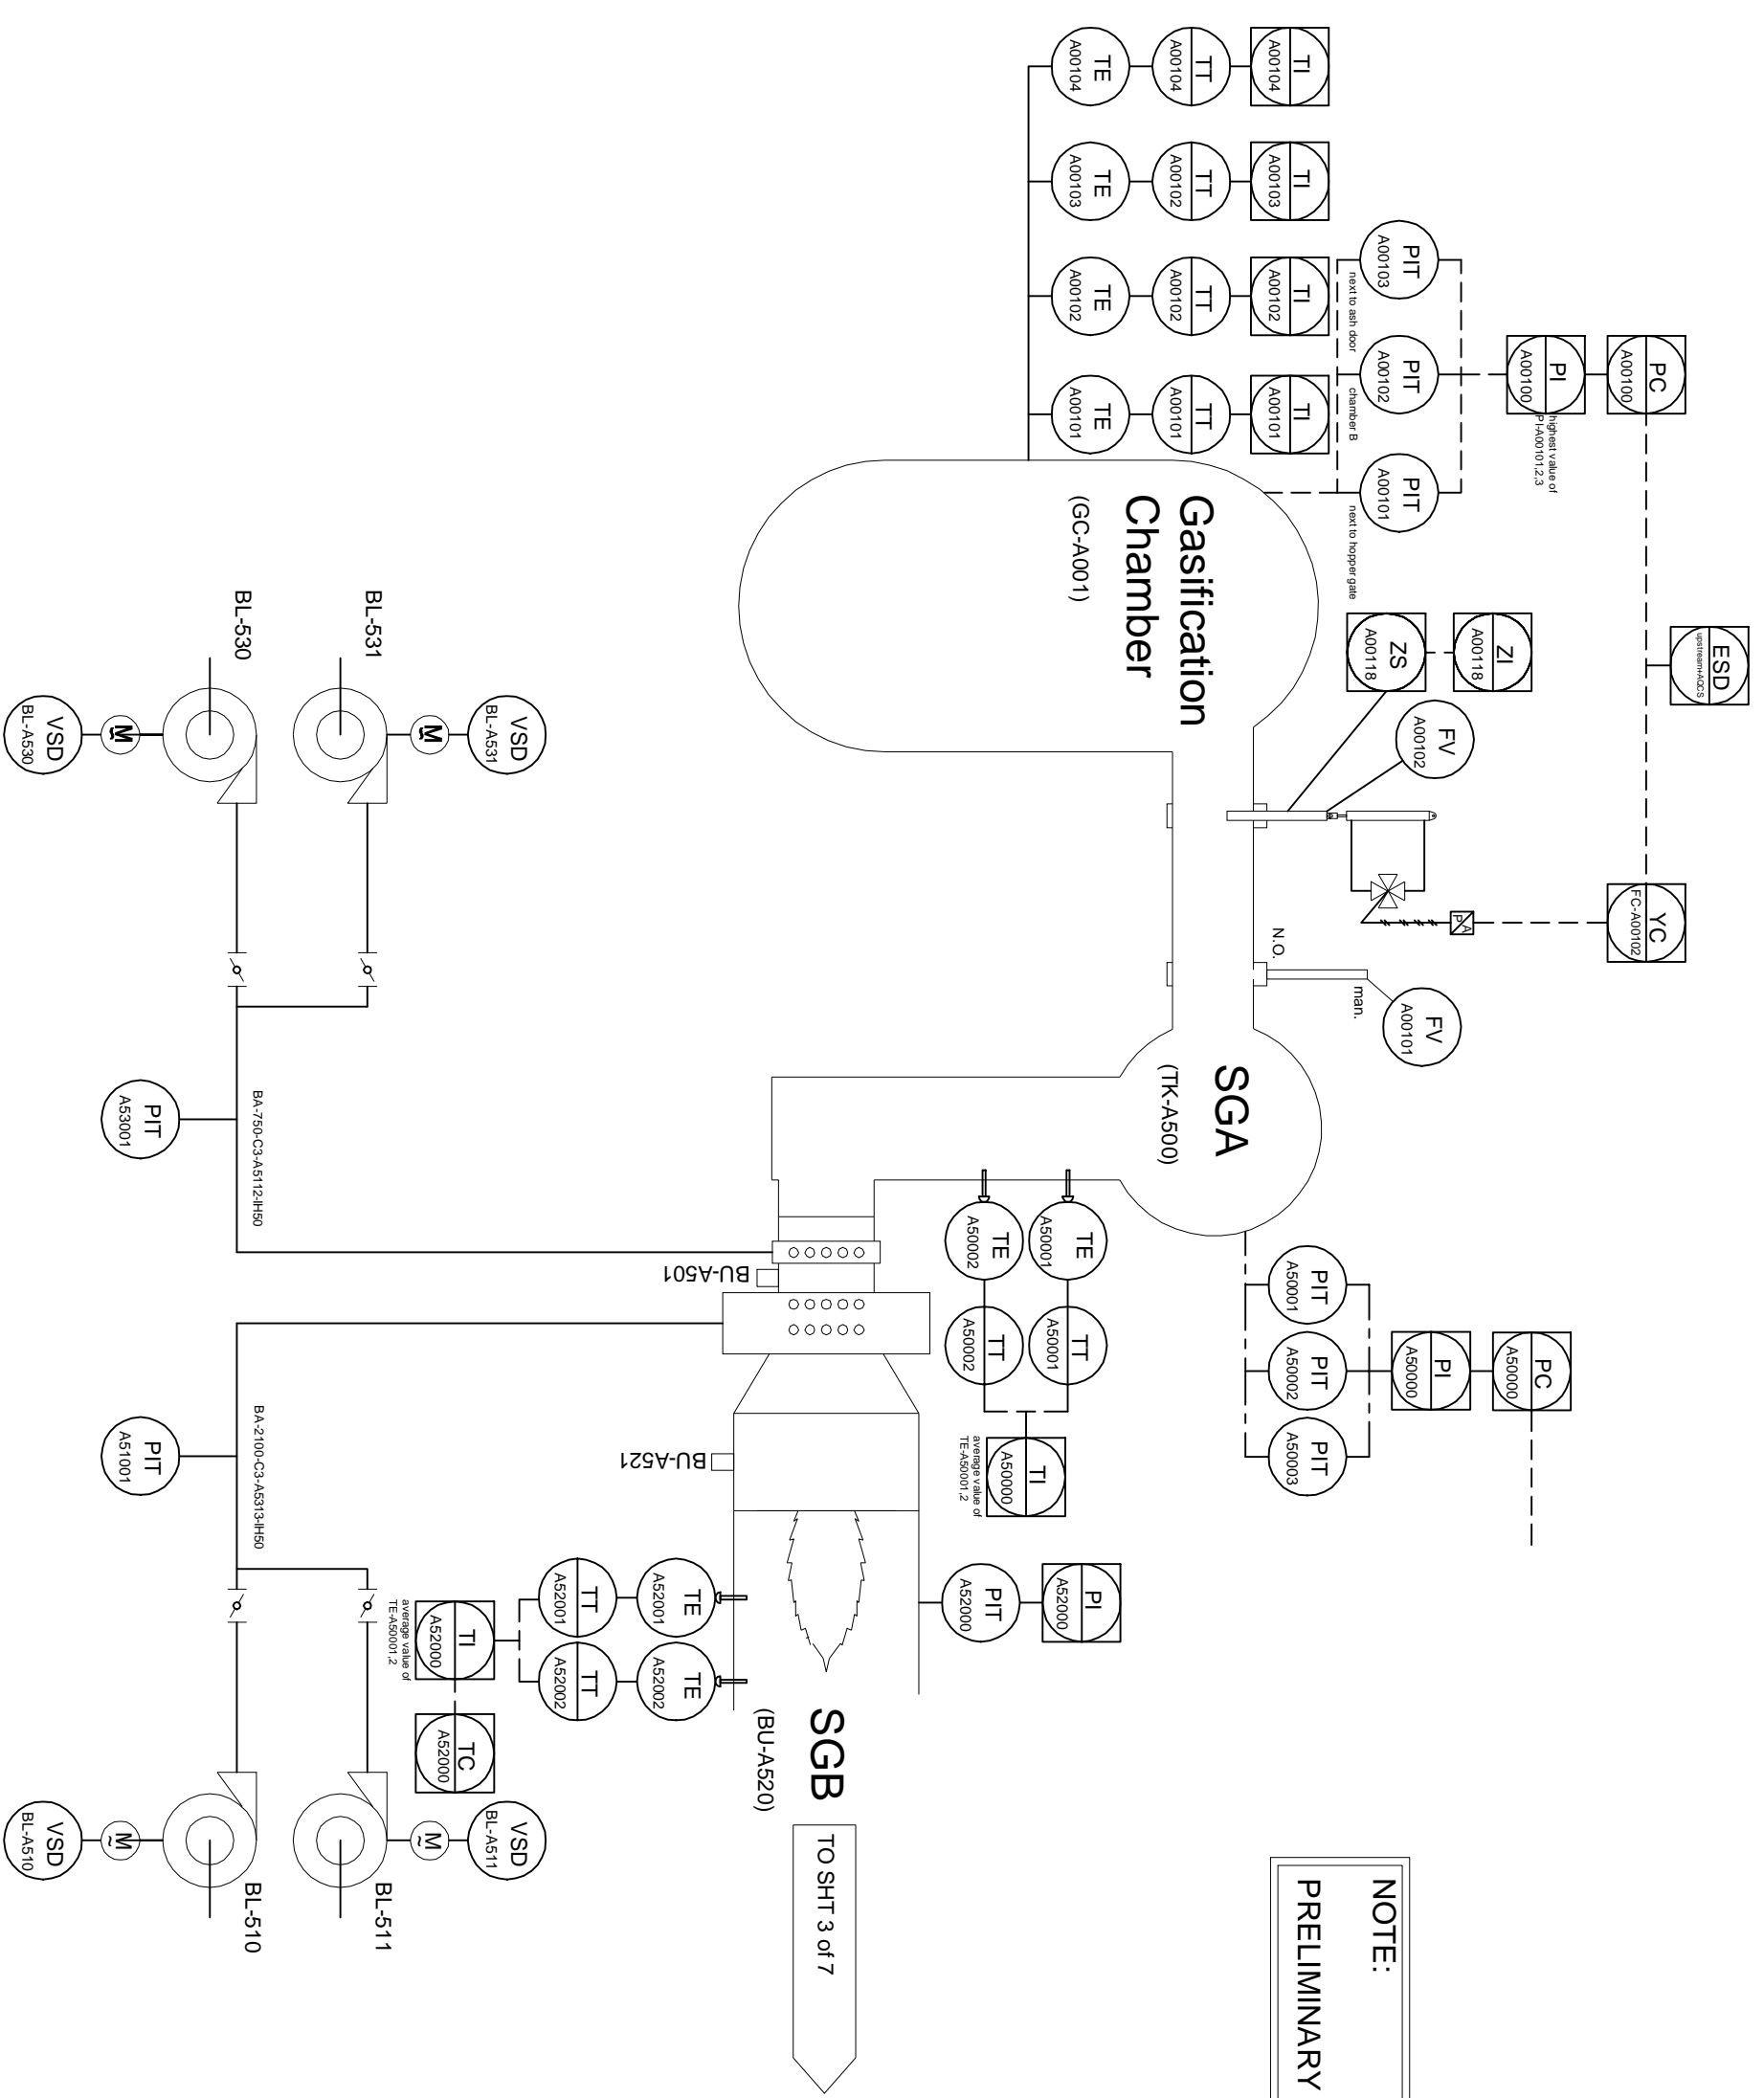 NOTE:
PRELIMINARY
ESD
upstream+AQCS
PC
A00100
PI
A00100
highest value of
PI-A00101,2,3
YC
FC-A00102
PC
A50000
PI
A50000
PIT
A00103
next to ash door
PIT
A00102
chamber B
PIT
A00101
next to hopper gate
ZI
A00118
ZS
A00118
FV
A00102
A
P
N.O.
man.
FV
A00101
PIT
A50001
PIT
A50002
PIT
A50003
TI
A00104
TI
A00103
TI
A00102
TI
A00101
TT
A00104
TT
A00102
TT
A00102
TT
A00101
TE
A00104
TE
A00103
TE
A00102
TE
A00101
Gasification
Chamber
(GC-A001)
SGA
(TK-A500)
TE
A50001
TT
A50001
TE
A50002
TT
A50002
TI
A50000
average value of
TE-A50001,2
PI
A52000
PIT
A52000
BU-A501
BU-A521
SGB
(BU-A520)
TO SHT 3 of 7
TE
A52001
TE
A52002
TT
A52001
TT
A52002
TI
A52000
average value of
TE-A50001,2
TC
A52000
VSD
BL-A531
M
~
BL-531
BL-530
M
~
VSD
BL-A530
BA-750-C3-A5112-IH50
PIT
A53001
BA-2100-C3-A5313-IH50
PIT
A51001
VSD
BL-A511
M
~
BL-511
BL-510
M
~
VSD
BL-A510